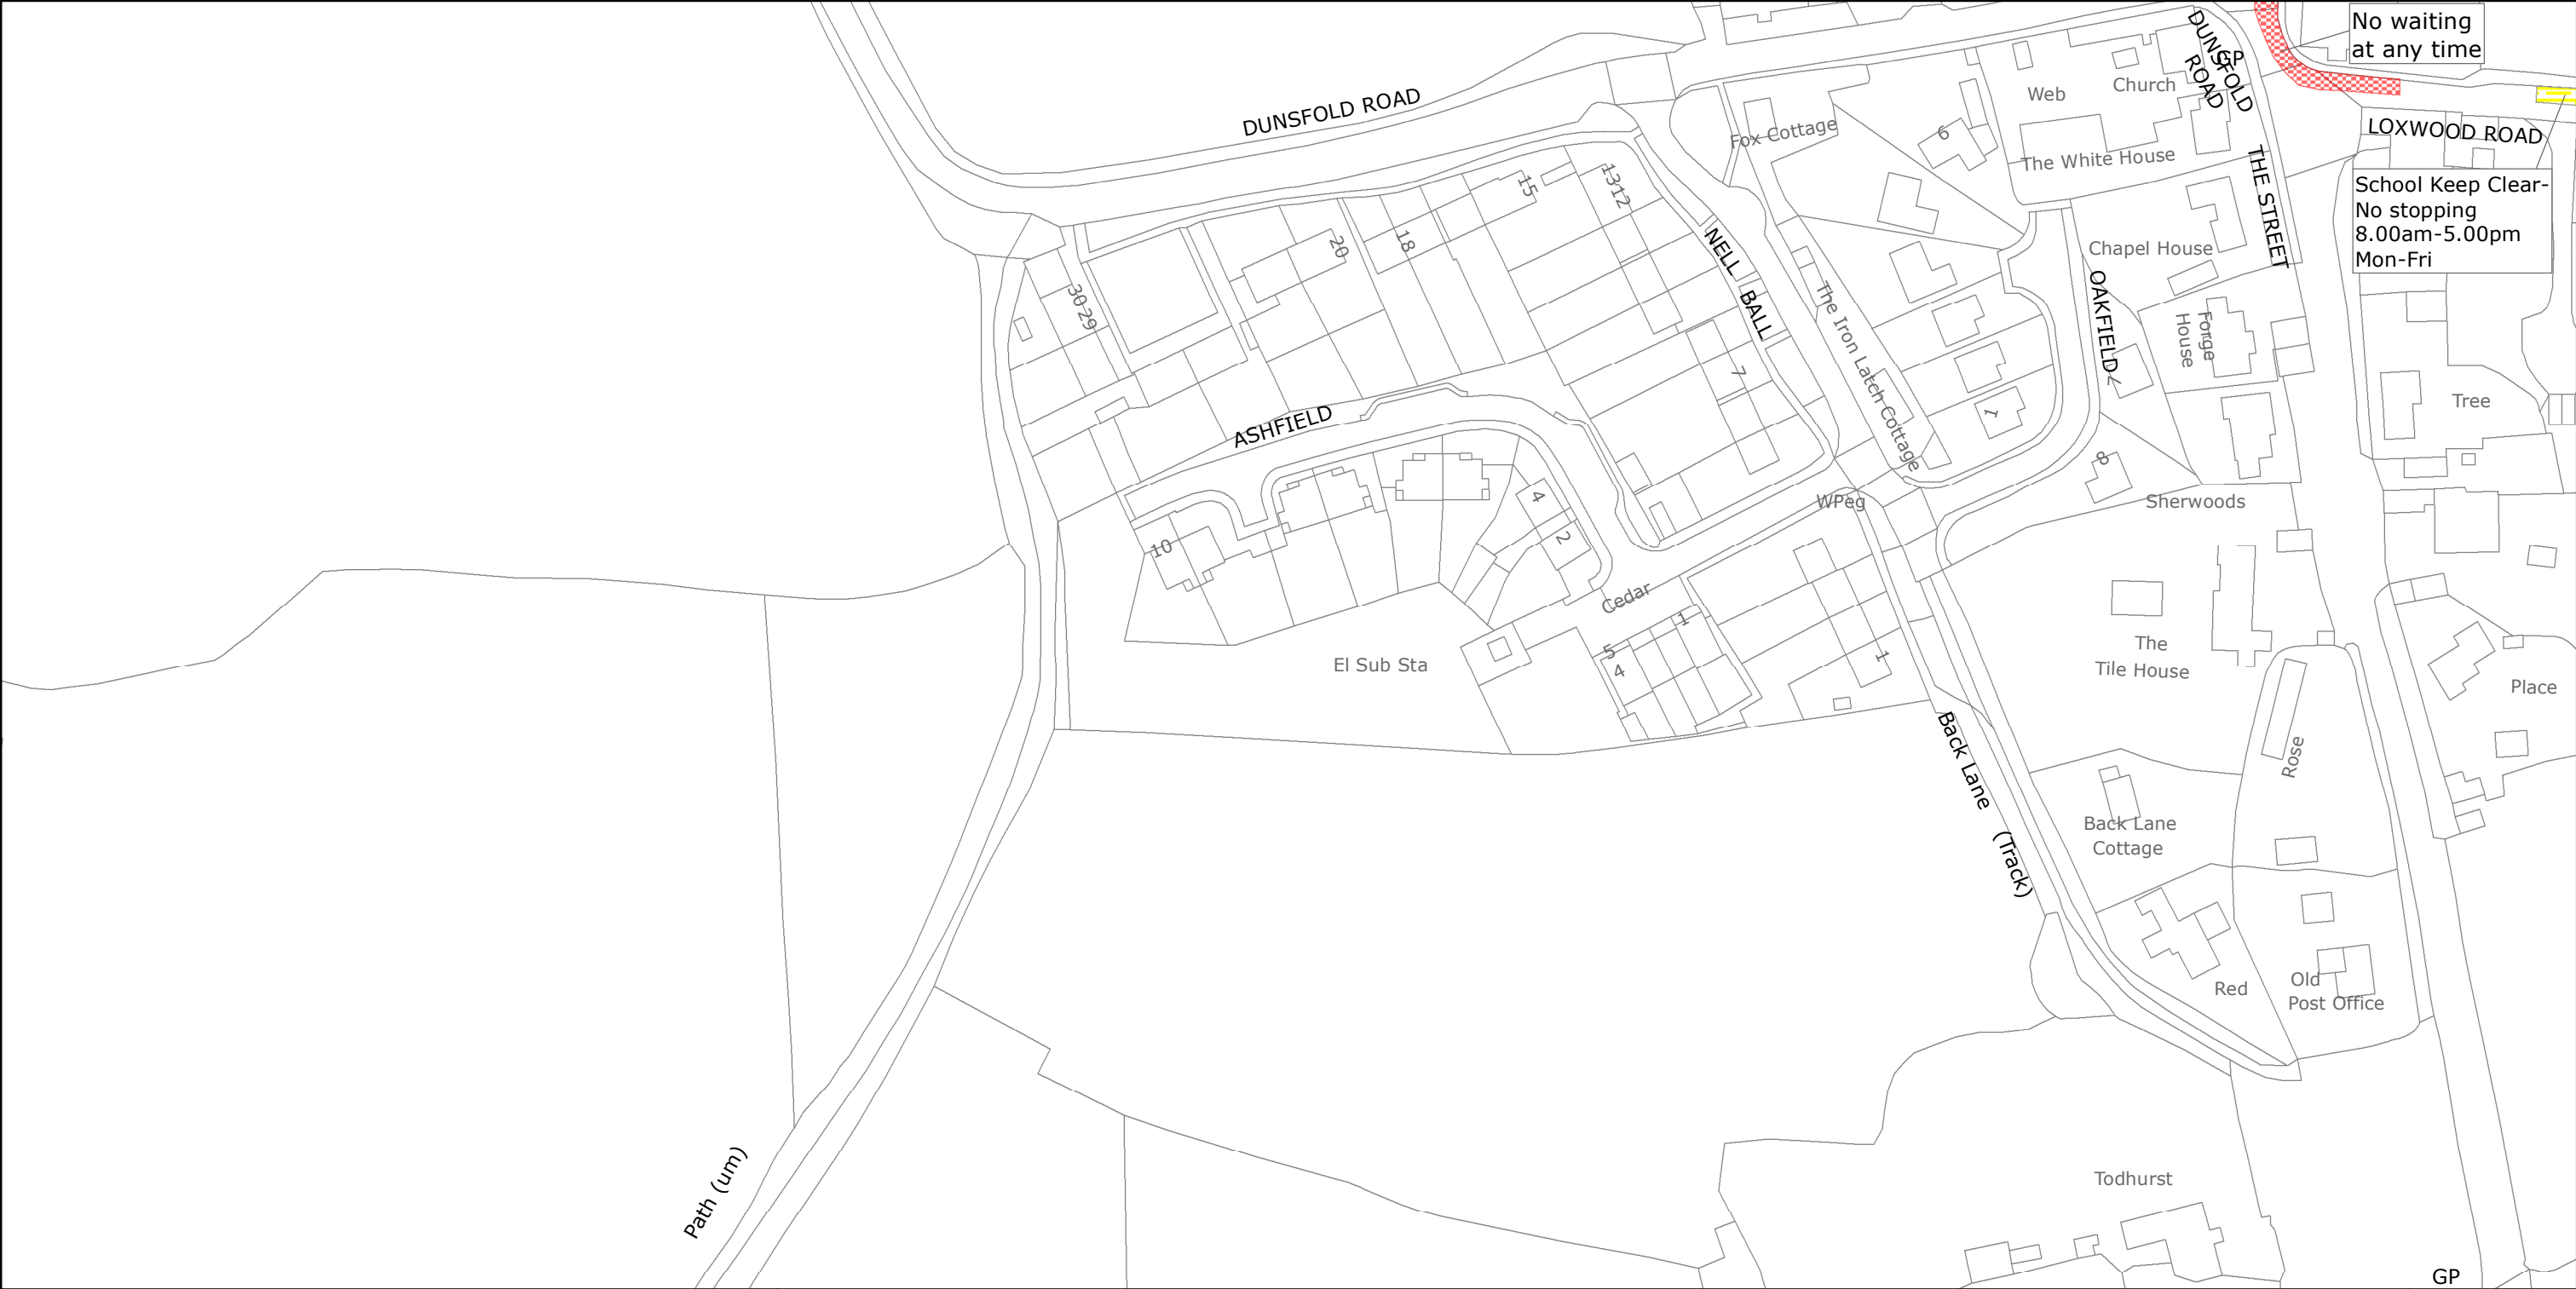 No waiting
at any time
DUNSFOLD
ROAD
GP
DUNSFOLD ROAD
Web
Church
Fox Cottage
6
The White House
LOXWOOD ROAD
THE STREET
School Keep Clear-
No stopping
8.00am-5.00pm
Mon-Fri
15
13
12
20
18
NELL BALL
Chapel House
OAKFIELD
30
29
The Iron Latch Cottage
Forge
House
7
7
1
Tree
ASHFIELD
8
4
2
10
WPeg
Sherwoods
Cedar
1
5
4
1
El Sub Sta
The
Tile House
Place
Rose
Back Lane (Track)
Back Lane
Cottage
Red
Old
Post Office
Path (um)
Todhurst
GP